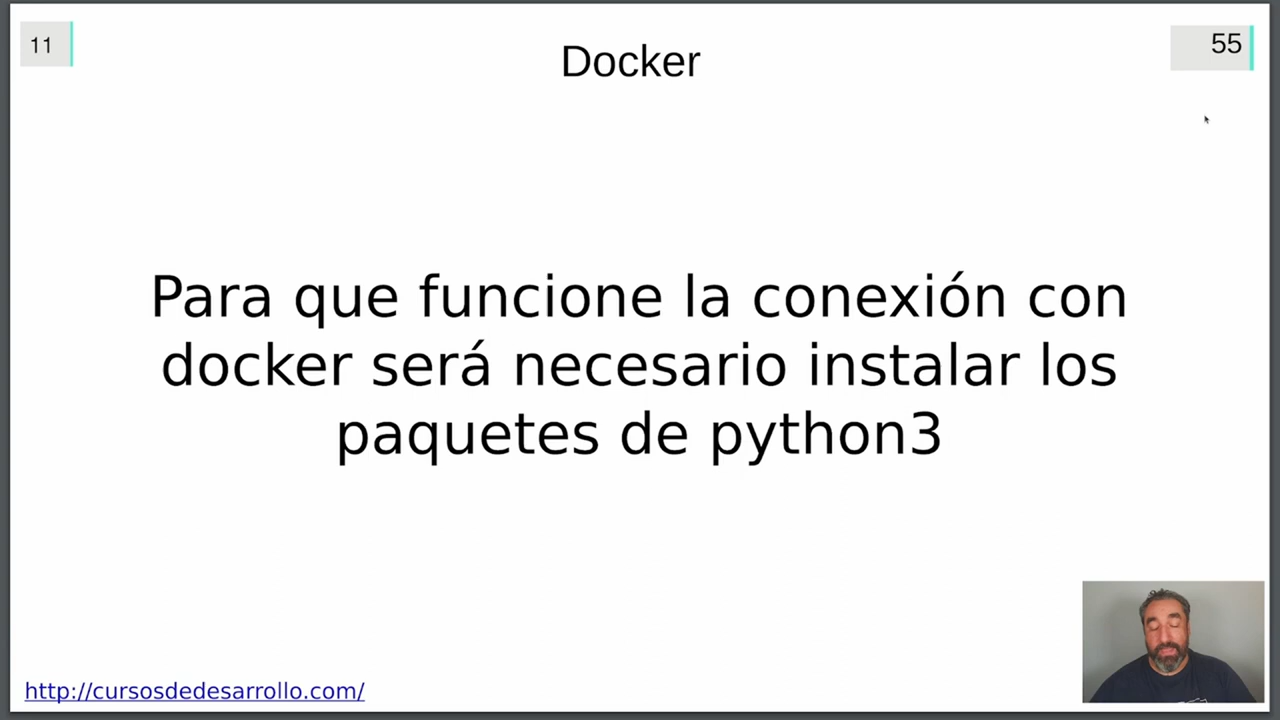 11
Docker
55
Para que funcione la conexión con
docker será necesario instalar los
paquetes de python3
http://cursosdedesarrollo.com/